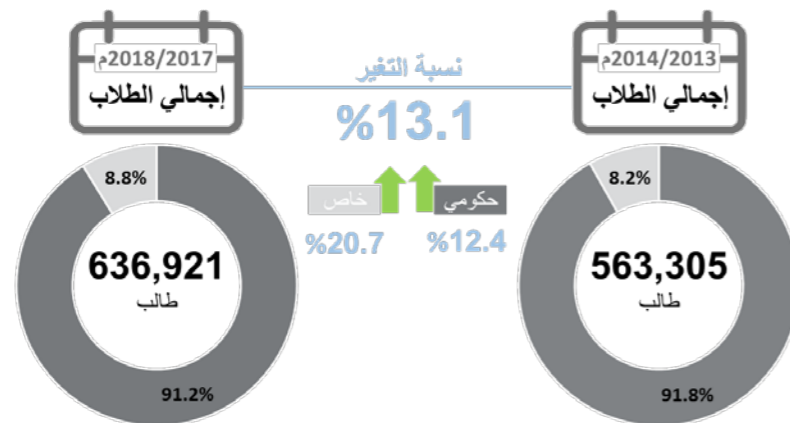 2014/2013م
إجمالي الطلاب
8.2%
563,305
طالب
91.8%
نسبة التغير
%13.1
حكومي
%12.4
خاص
%20.7
2018/2017م
إجمالي الطلاب
8.8%
636,921
طالب
91.2%